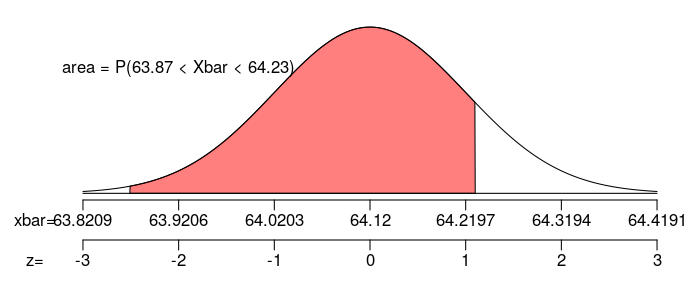 area = P(63.87 < Xbar < 64.23)
xbar=63.8209 63.9206 64.0203 64.12 64.2197 64.3194 64.4191
z= -3 -2 -1 0 1 2 3